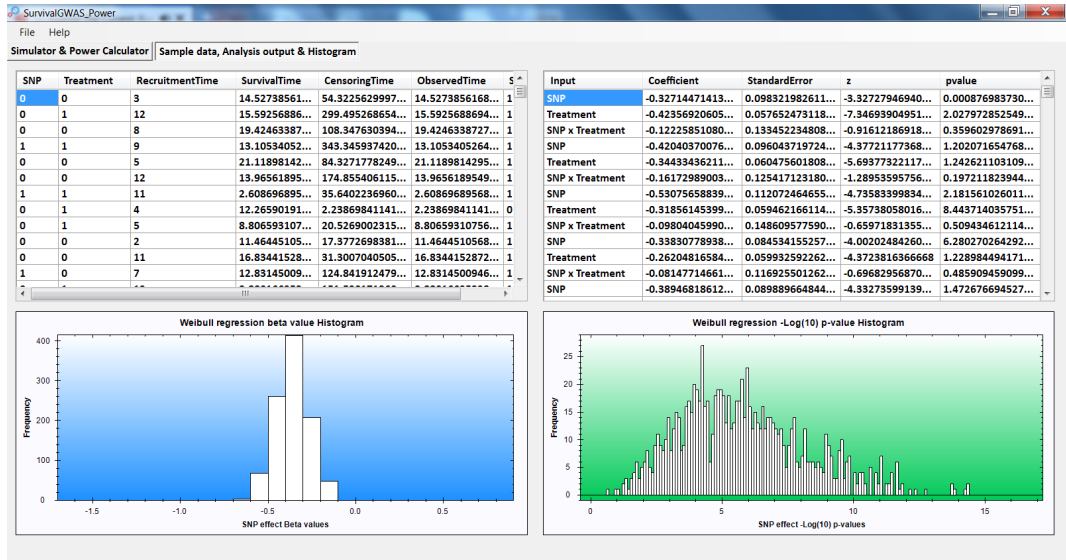 SurvivalGWAS_Power
File Help
Simulator & Power Calculator Sample data, Analysis output & Histogram
SNP Treatment RecruitmentTime SurvivalTime CensoringTime ObservedTime S
0 0 3 14.52738561... 54.3225629997... 14.5273856168... 1
0 1 12 15.59256886... 299.495268654... 15.5925688694... 1
0 0 8 19.42463387... 108.347630394... 19.4246338727... 1
1 1 9 13.10534052... 343.345937420... 13.1053405264... 1
0 0 5 21.11898142... 84.3271778249... 21.1189814295... 1
0 0 12 13.96561895... 174.855406115... 13.9656189549... 1
1 1 11 2.608696895... 35.6402236960... 2.60869689568... 1
0 1 4 12.26590191... 2.23869841141... 2.23869841141... 0
0 1 5 8.806593107... 20.5269002315... 8.80659310756... 1
0 0 2 11.46445105... 17.3772698381... 11.4644510568... 1
0 0 11 16.83441528... 31.3007040505... 16.8344152872... 1
1 0 7 12.83145009... 124.841912479... 12.8314500946... 1
Input Coefficient StandardError z pvalue
SNP -0.32714471413... 0.098321982611... -3.32727946940... 0.000876983730...
Treatment -0.42356920605... 0.057652473118... -7.34693904951... 2.027972852549...
SNP x Treatment -0.12225851080... 0.133452234808... -0.91612186918... 0.359602978691...
SNP -0.42040370076... 0.096043719724... -4.37721177368... 1.202071654768...
Treatment -0.34433436211... 0.060475601808... -5.69377322117... 1.242621103109...
SNP x Treatment -0.16172989003... 0.125417123180... -1.28953595756... 0.197211823944...
SNP -0.53075658839... 0.112072464655... -4.73583399834... 2.181561026011...
Treatment -0.31856145399... 0.059462166114... -5.35738058016... 8.443714035751...
SNP x Treatment -0.09804045990... 0.148609577590... -0.65971831355... 0.509434612114...
SNP -0.33830778938... 0.084534155257... -4.00202484260... 6.280270264292...
Treatment -0.26204816584... 0.059932592262... -4.3723816366668 1.228984494171...
SNP x Treatment -0.08147714661... 0.116925501262... -0.69682956870... 0.485909459099...
SNP -0.38946818612... 0.089889664844... -4.33273599139... 1.472676694527...
Weibull regression beta value Histogram
Frequency
400
300
200
100
0
-1.5 -1.0 -0.5 0.0 0.5
SNP effect Beta values
Weibull regression -Log(10) p-value Histogram
Frequency
25
20
15
10
5
0
0 5 10 15
SNP effect -Log(10) p-values